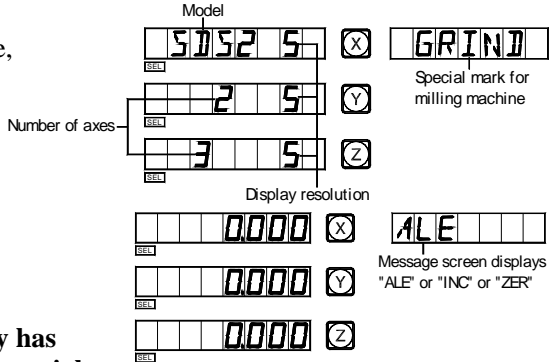 Model
SDS2 5 X GRIND
SEL
e,
Special mark for
milling machine
2 5 Y
SEL
Number of axes
3 5 Z
SEL
Display resolution
0.000 X ALE
SEL
Message screen displays
"ALE" or "INC" or "ZER"
0.000 Y
SEL
y has
0.000 Z
SEL